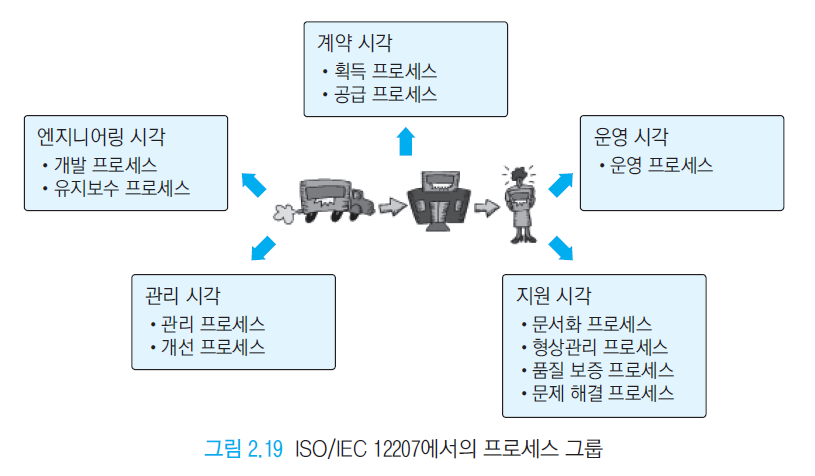 계약 시각
• 획득 프로세스
• 공급 프로세스
엔지니어링 시각
• 개발 프로세스
• 유지보수 프로세스
운영 시각
• 운영 프로세스
관리 시각
• 관리 프로세스
• 개선 프로세스
지원 시각
• 문서화 프로세스
• 형상관리 프로세스
• 품질 보증 프로세스
• 문제 해결 프로세스
그림 2.19 ISO/IEC 12207에서의 프로세스 그룹